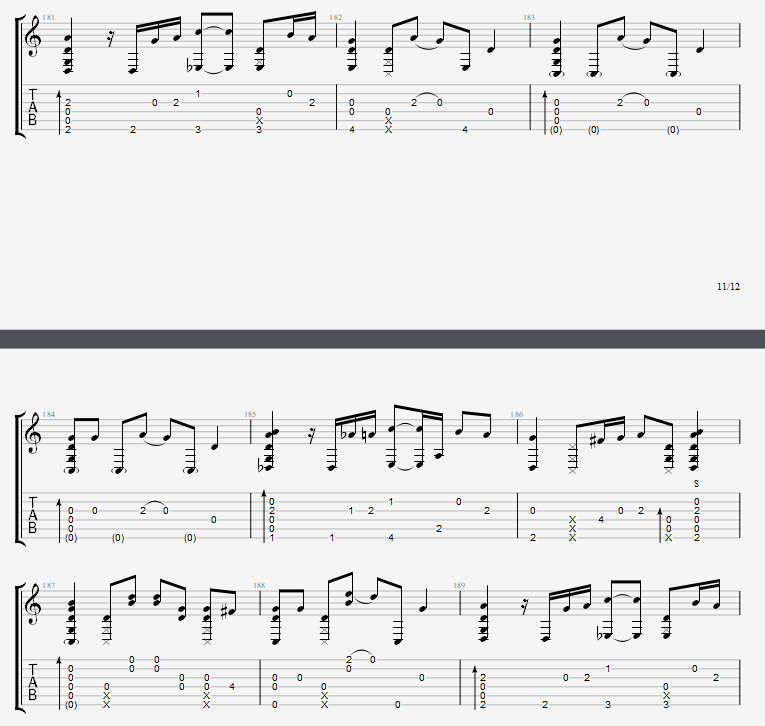 181 182 183
T 1 0
2 0 2 2 0 2 0 0 2 0
A 0 0 0 0 0 0 0
B 0 X X 0
2 2 3 3 4 X 4 (0) (0) (0)
11/12
184 185 186
S
T 0 1 0 0
0 0 2 0 2 1 2 2 0 0 2 2
A 0 0 0 X 4 0 0
B 0 0 2 X 0 0
(0) (0) (0) 1 1 4 2 X X 2
187 188 189
0 0 2 0
T 0 0 0 0 1 0
0 0 0 0 0 0 2 0 2 2
A 0 0 0 0 4 0 0 0 0
B 0 X X X 0 X
(0) X X 0 X 0 2 2 3 3